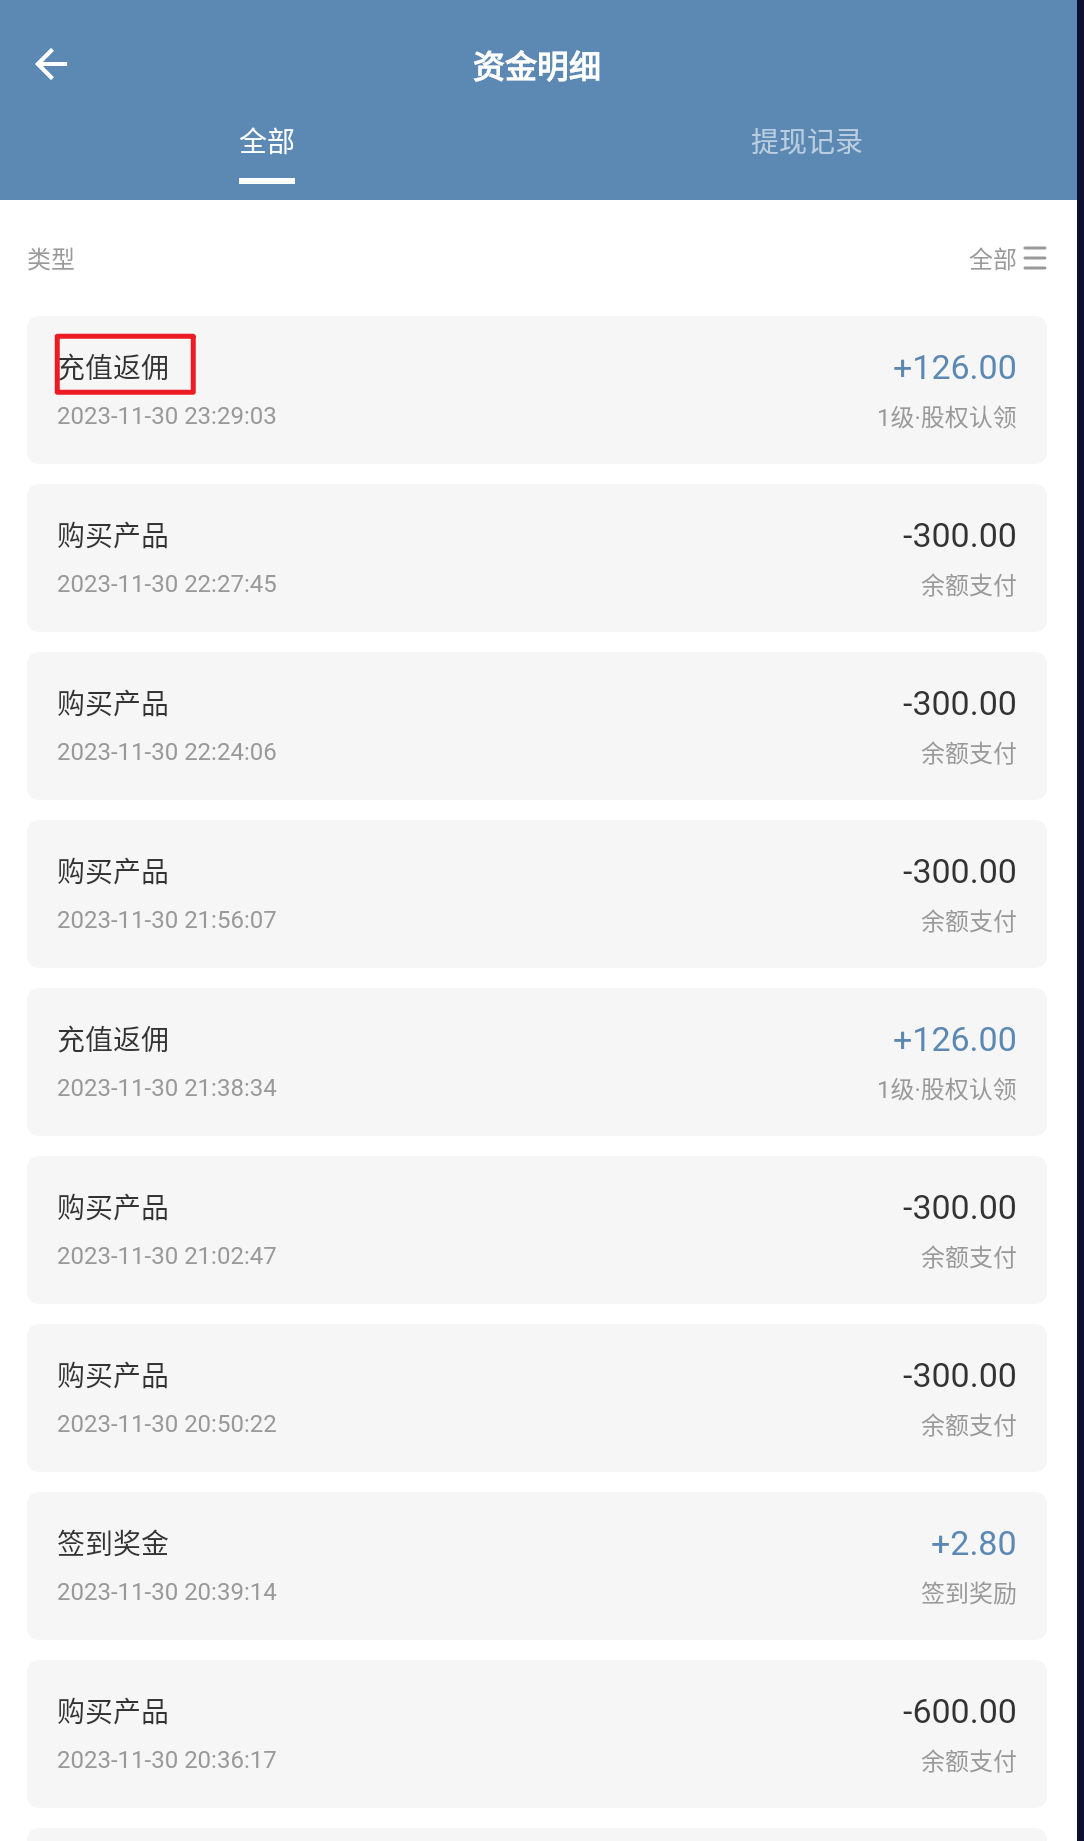 资金明细
全部
提现记录
类型
全部
充值返佣
+126.00
2023-11-30 23:29:03
1级·股权认领
购买产品
-300.00
2023-11-30 22:27:45
余额支付
购买产品
-300.00
2023-11-30 22:24:06
余额支付
购买产品
-300.00
2023-11-30 21:56:07
余额支付
充值返佣
+126.00
2023-11-30 21:38:34
1级·股权认领
购买产品
-300.00
2023-11-30 21:02:47
余额支付
购买产品
-300.00
2023-11-30 20:50:22
余额支付
签到奖金
+2.80
2023-11-30 20:39:14
签到奖励
购买产品
-600.00
2023-11-30 20:36:17
余额支付